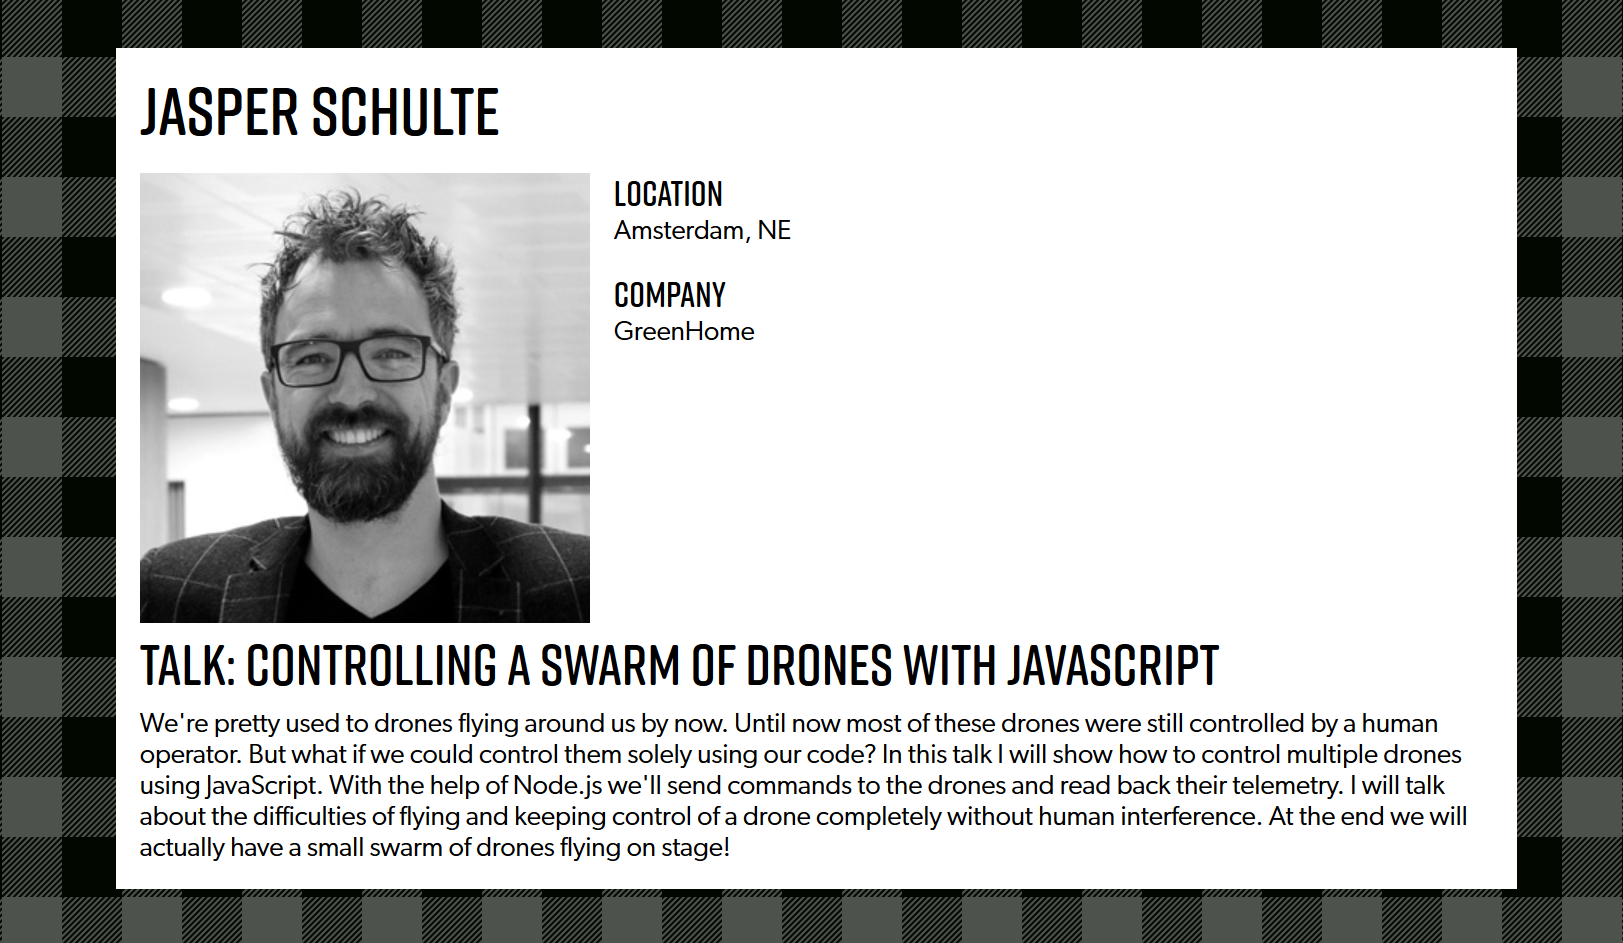 JASPER SCHULTE
LOCATION
Amsterdam, NE
COMPANY
GreenHome
TALK: CONTROLLING A SWARM OF DRONES WITH JAVASCRIPT
We're pretty used to drones flying around us by now. Until now most of these drones were still controlled by a human
operator. But what if we could control them solely using our code? In this talk I will show how to control multiple drones
using JavaScript. With the help of Node.js we'll send commands to the drones and read back their telemetry. I will talk
about the difficulties of flying and keeping control of a drone completely without human interference. At the end we will
actually have a small swarm of drones flying on stage!